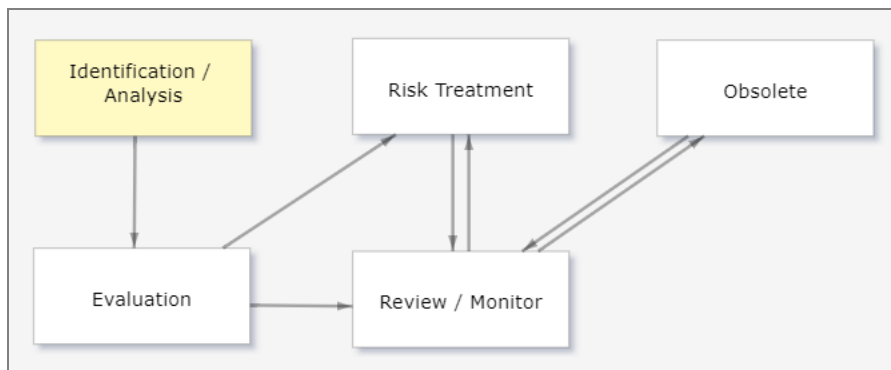 Identification /
Analysis
Risk Treatment
Obsolete
Evaluation
Review / Monitor